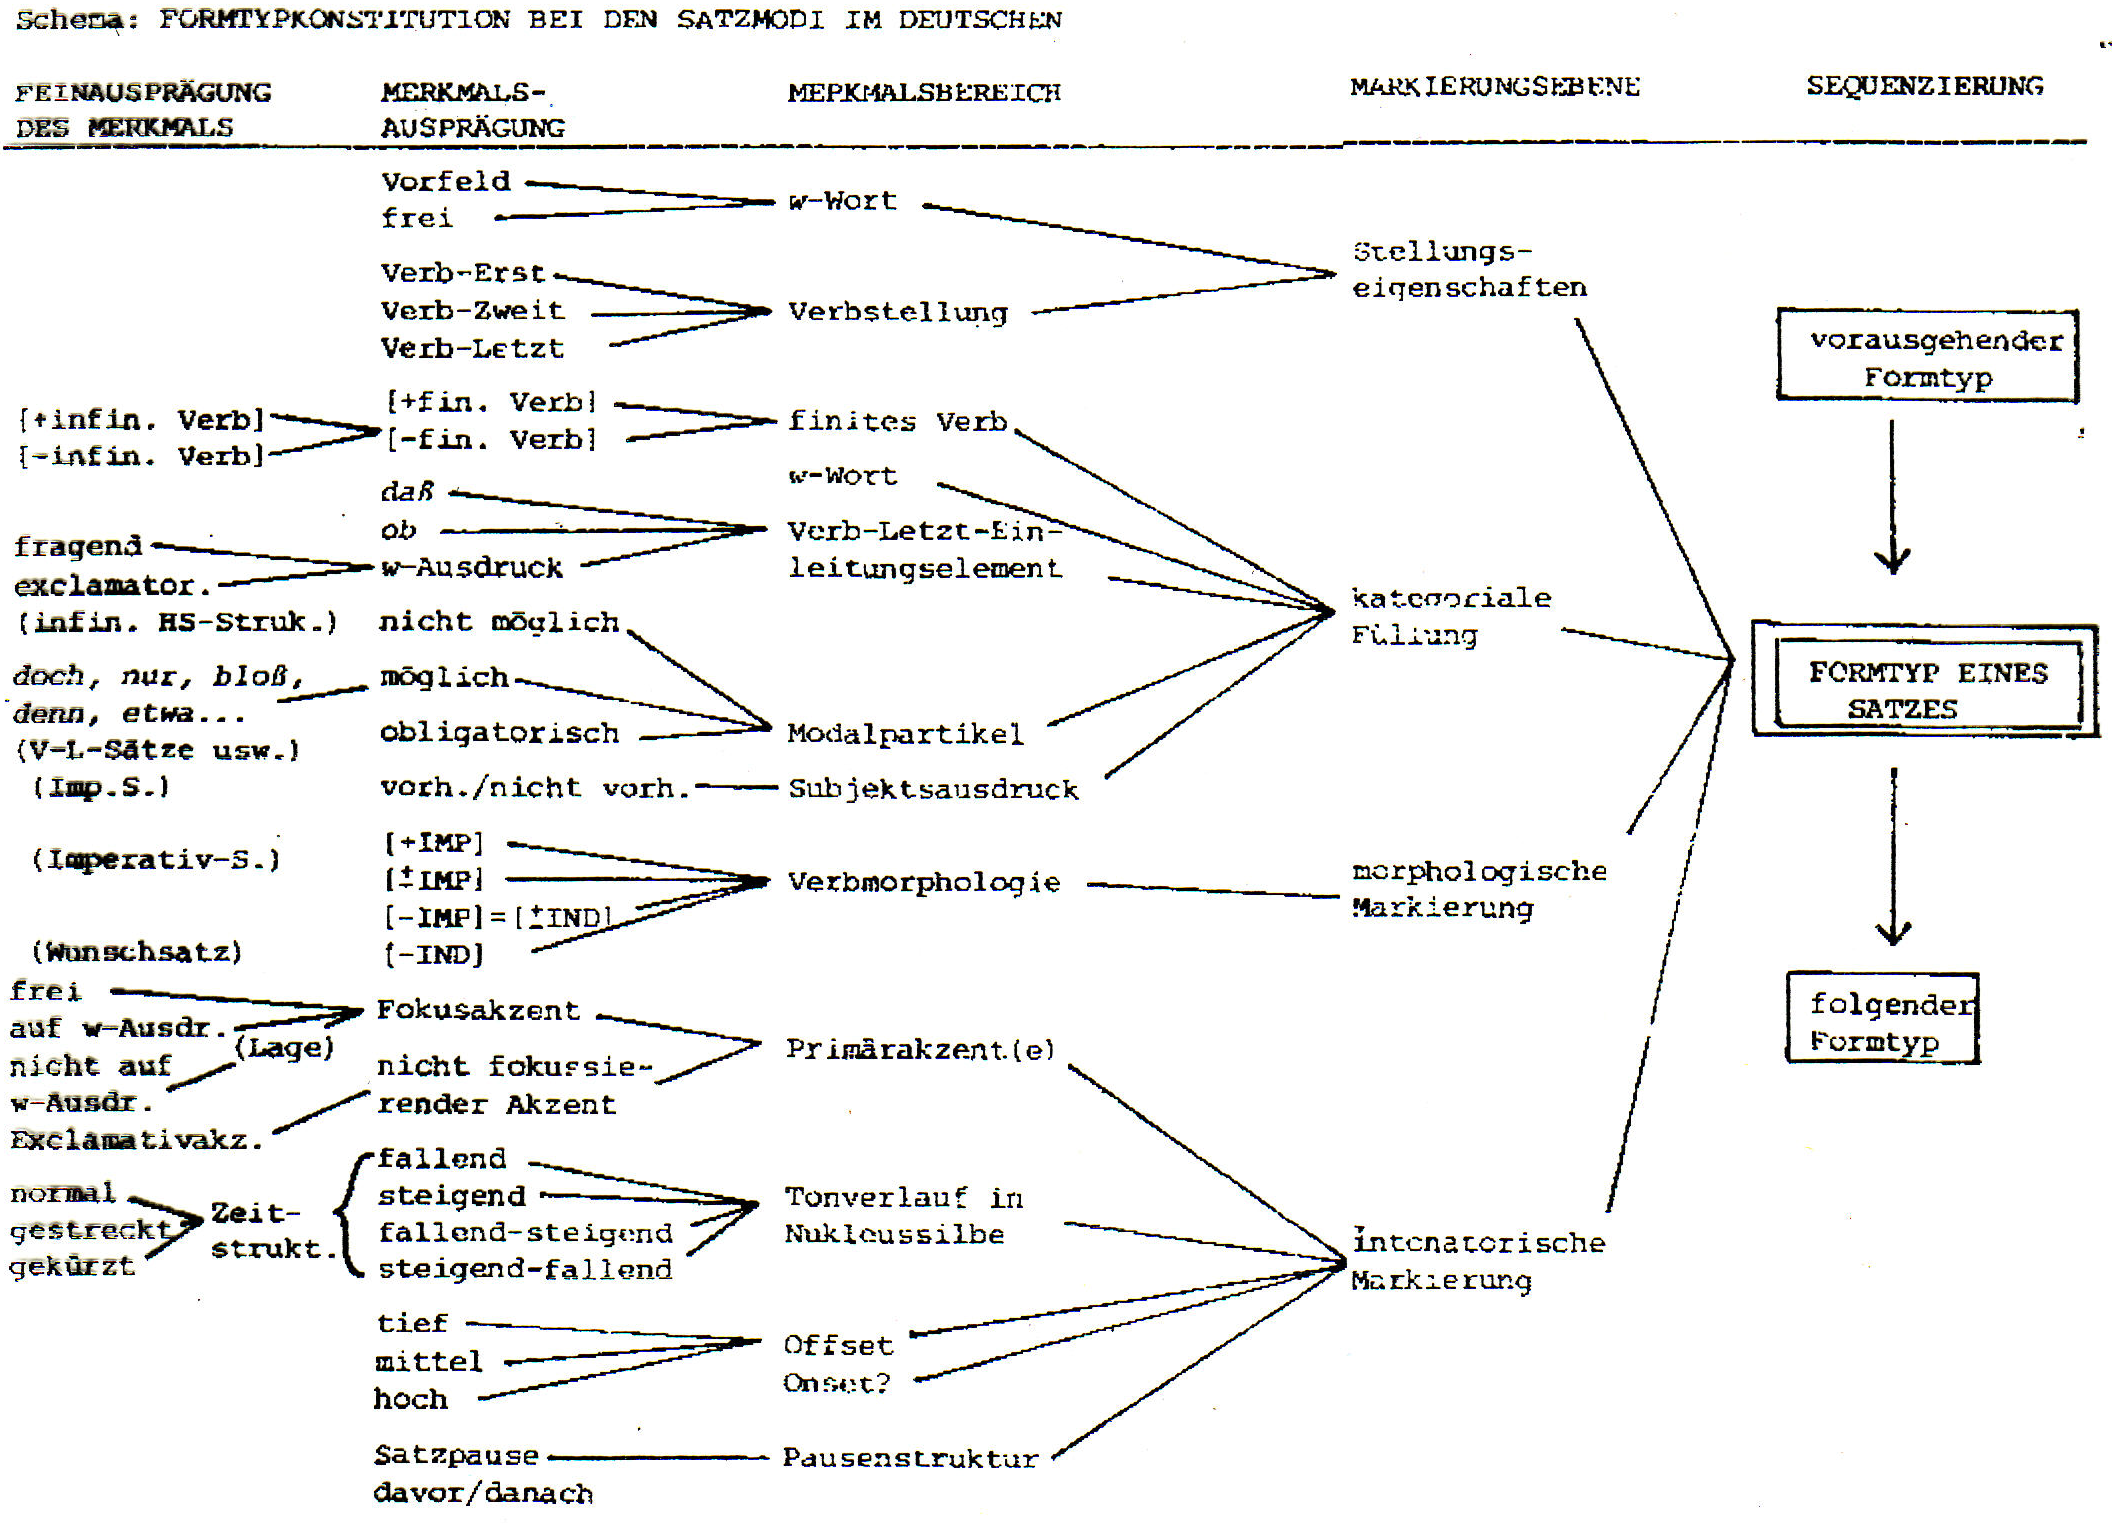 Schema: FORMTYPKONSTITUTION BEI DEN SATZMODI IM DEUTSCHEN
FEINAUSPRÄGUNG
DES MERKMALS
MERKMALS-
AUSPRÄGUNG
MERKMALSBEREICH
MARKIERUNGSEBENE
SEQUENZIERUNG
[+infin. Verb]
[-infin. Verb]
fragend
exclamator.
(infin. HS-Struk.)
doch, nur, bloß,
denn, etwa...
(V-L-Sätze usw.)
(Imp.S.)
(Imperativ-S.)
(Wunschsatz)
frei
auf w-Ausdr.
(Lage)
nicht auf
w-Ausdr.
Exclamativakz.
normal
gestreckt
gekürzt
Zeit-
strukt.
Vorfeld
frei
Verb-Erst
Verb-Zweit
Verb-Letzt
[+fin. Verb]
[-fin. Verb]
daß
ob
w-Ausdruck
nicht möglich
möglich
obligatorisch
vorh./nicht vorh.
[+IMP]
[±IMP]
[-IMP]=[±IND]
[-IND]
Fokusakzent
nicht fokussie-
render Akzent
fallend
steigend
fallend-steigend
steigend-fallend
tief
mittel
hoch
Satzpause
davor/danach
w-Wort
Verbstellung
finites Verb
w-Wort
Verb-Letzt-Ein-
leitungselement
Modalpartikel
Subjektsausdruck
Verbmorphologie
Primärakzent(e)
Tonverlauf in
Nukleussilbe
Offset
Onset?
Pausenstruktur
Stellungs-
eigenschaften
kategoriale
Füllung
morphologische
Markierung
intonatorische
Markierung
vorausgehender
Formtyp
FORMTYP EINES
SATZES
folgender
Formtyp